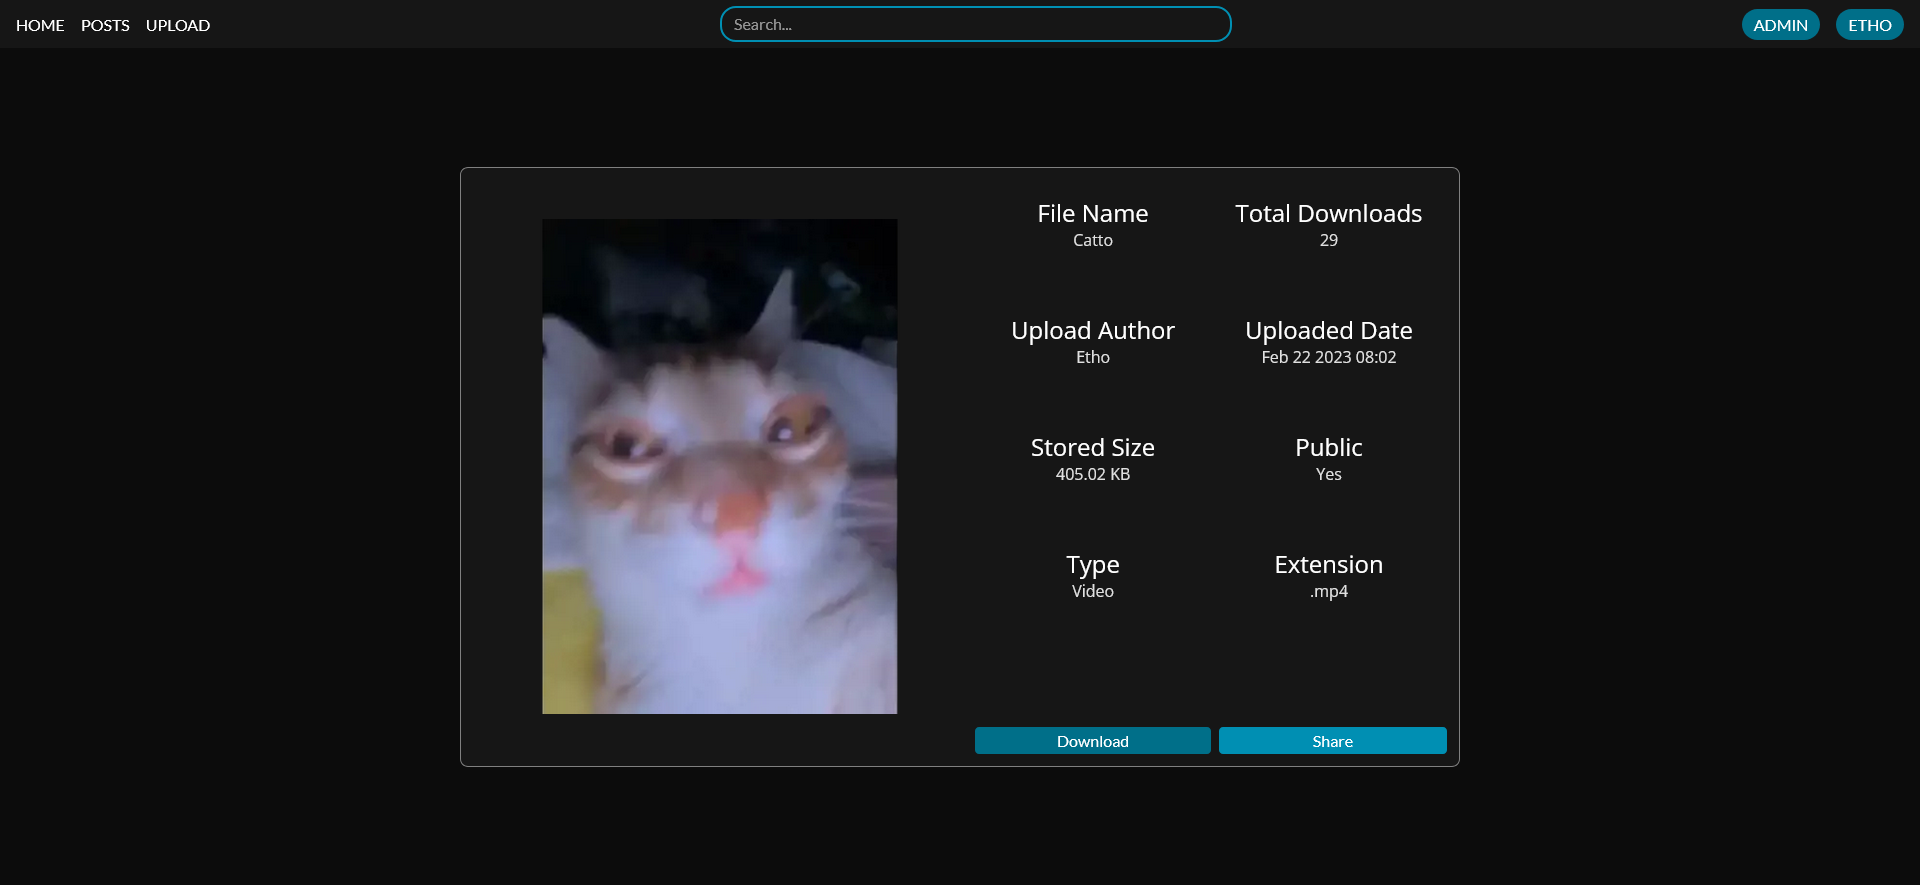 HOME POSTS UPLOAD Search... ADMIN ETHO
File Name Total Downloads
Catto 29
Upload Author Uploaded Date
Etho Feb 22 2023 08:02
Stored Size Public
405.02 KB Yes
Type Extension
Video .mp4
Download Share